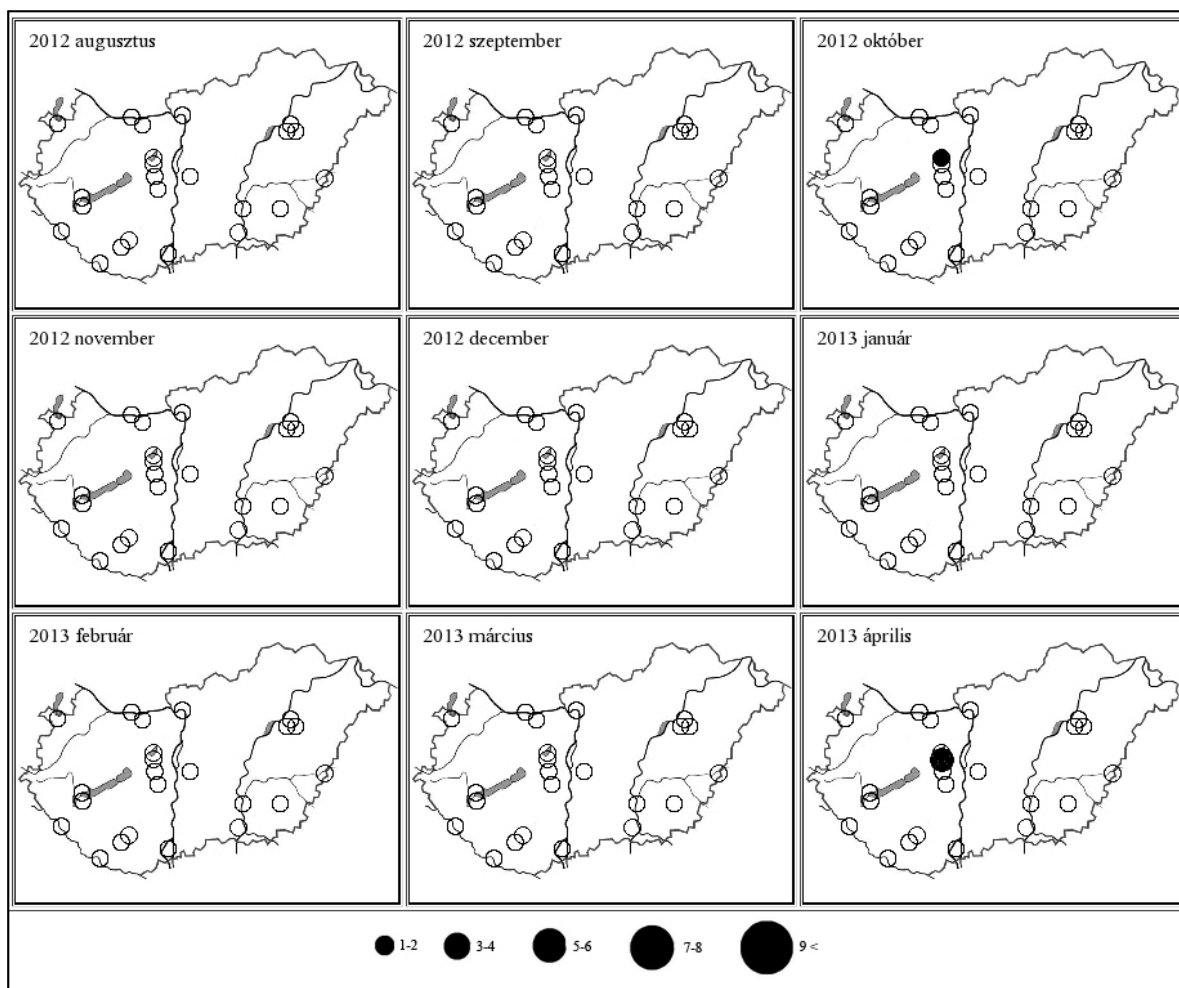 2012 augusztus
2012 szeptember
2012 október
2012 november
2012 december
2013 január
2013 február
2013 március
2013 április
1-2
3-4
5-6
7-8
9 <